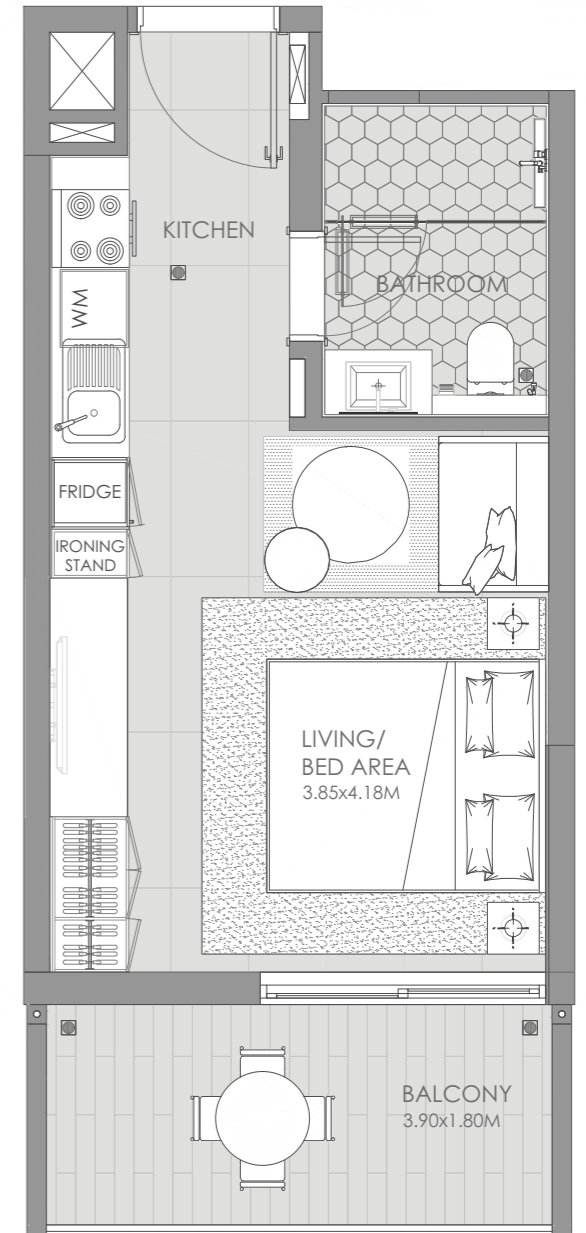 KITCHEN
BATHROOM
WM
FRIDGE
IRONING
STAND
LIVING/
BED AREA
3.85x4.18M
BALCONY
3.90x1.80M